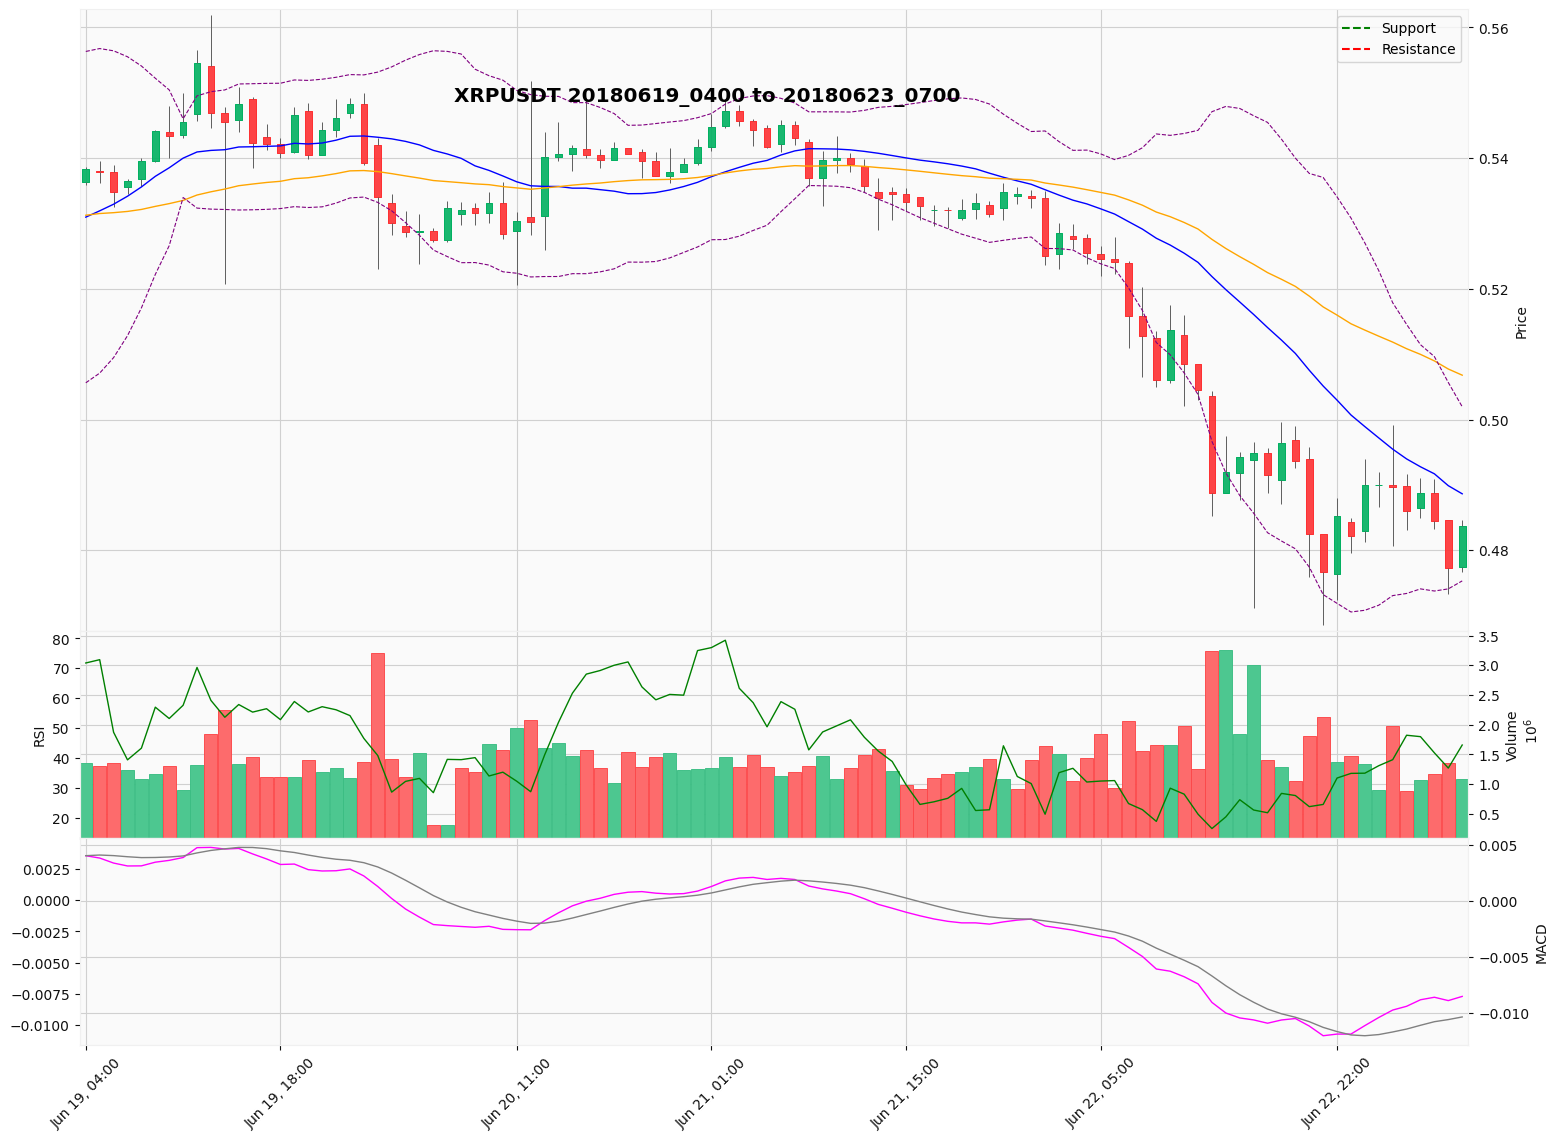 XRPUSDT 20180619_0400 to 20180623_0700
Support
Resistance
0.56
0.54
0.52
0.50
0.48
Price
80
70
60
50
40
30
20
RSI
3.5
3.0
2.5
2.0
1.5
1.0
0.5
Volume
10^6
0.0025
0.0000
−0.0025
−0.0050
−0.0075
−0.0100
0.005
0.000
−0.005
−0.010
MACD
Jun 19, 04:00
Jun 19, 18:00
Jun 20, 11:00
Jun 21, 01:00
Jun 21, 15:00
Jun 22, 05:00
Jun 22, 22:00